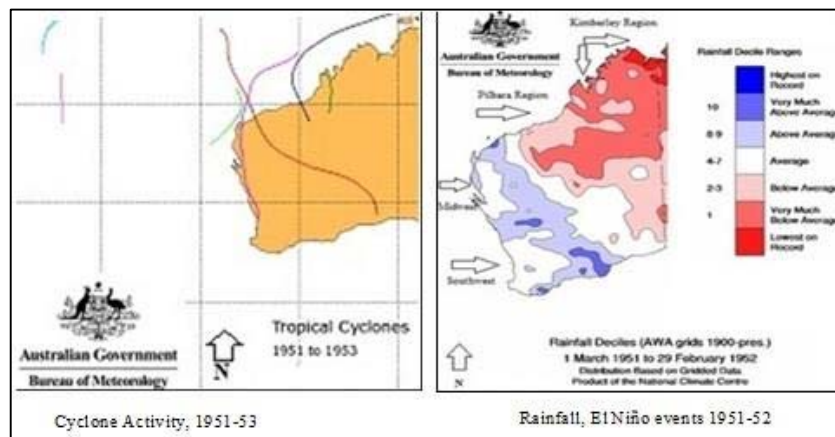 Australian Government
Bureau of Meteorology
N
Tropical Cyclones
1951 to 1953
Cyclone Activity, 1951-53
Kimberley Region
Australian Government
Bureau of Meteorology
Pilbara Region
Midwest
Southwest
Rainfall Decile Ranges
Highest on
Record
10
Very Much
Above Average
8-9
Above Average
4-7
Average
2-3
Below Average
1
Very Much
Below Average
Lowest on
Record
N
Rainfall Deciles (AWA grids 1900-pres.)
1 March 1951 to 29 February 1952
Distribution Based on Gridded Data
Product of the National Climate Centre
Rainfall, ElNiño events 1951-52